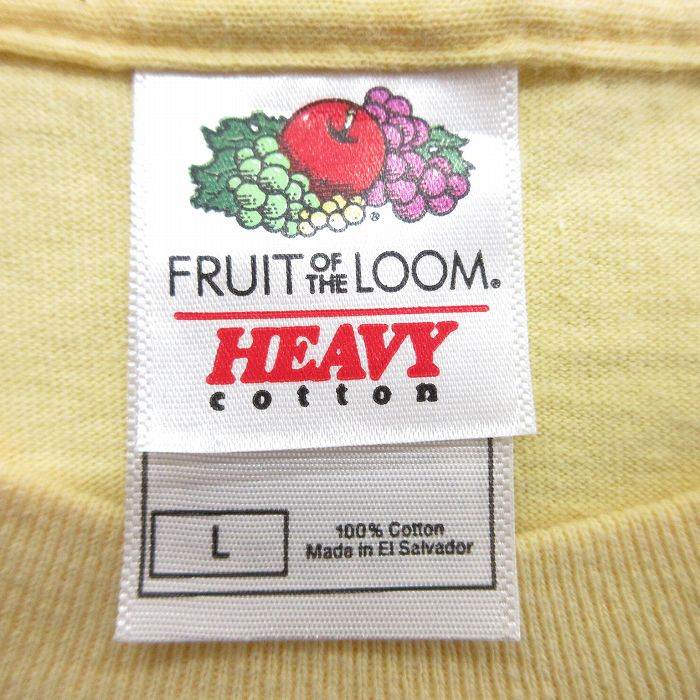 FRUIT OF THE LOOM®
HEAVY
cotton
L
100% Cotton
Made in El Salvador